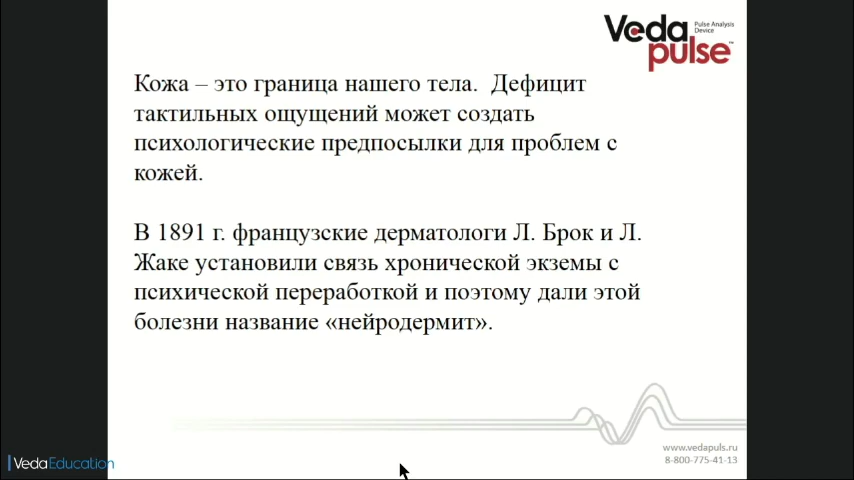 Veda
Pulse Analysis
Device
pulse™
Кожа – это граница нашего тела. Дефицит
тактильных ощущений может создать
психологические предпосылки для проблем с
кожей.
В 1891 г. французские дерматологи Л. Брок и Л.
Жаке установили связь хронической экземы с
психической переработкой и поэтому дали этой
болезни название «нейродермит».
www.vedapuls.ru
8-800-775-41-13
VedaEducation